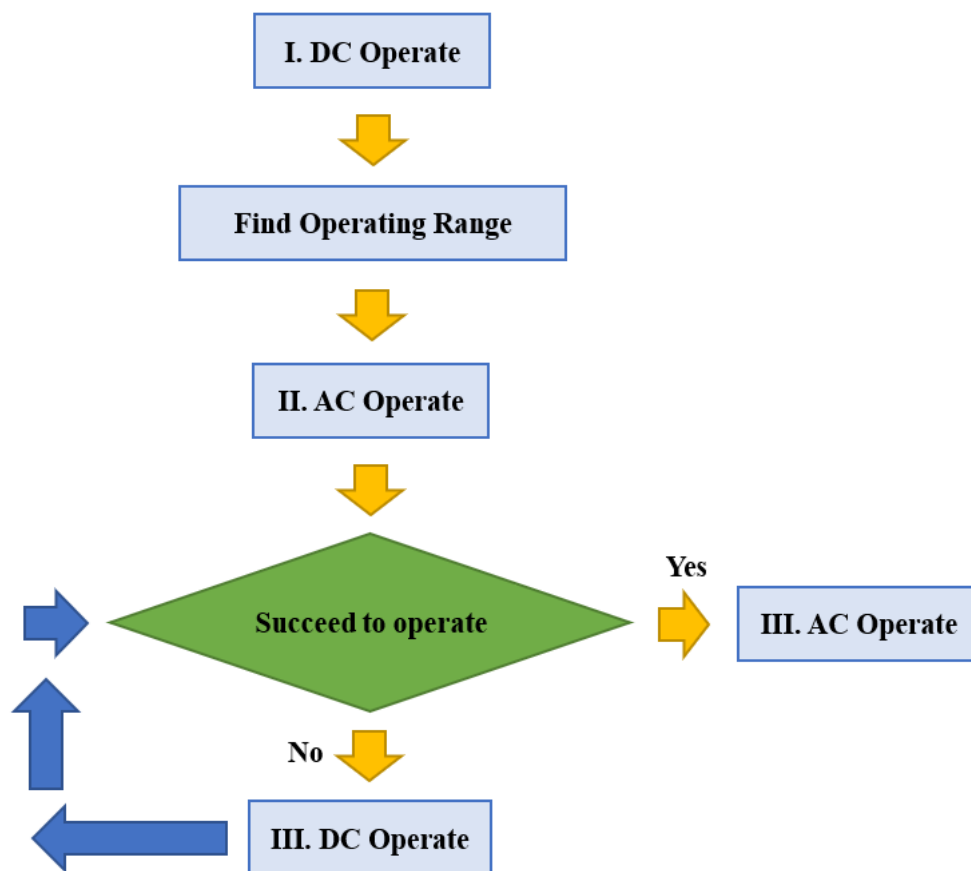 I. DC Operate
Find Operating Range
II. AC Operate
Succeed to operate
Yes
III. AC Operate
No
III. DC Operate